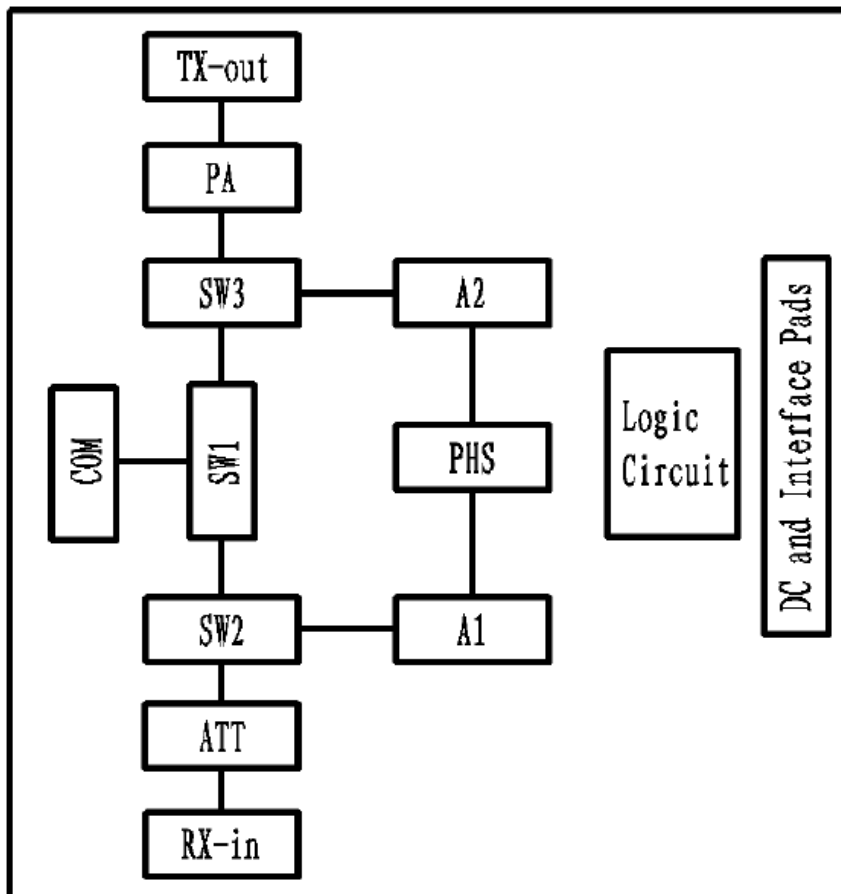 TX-out
PA
SW3
A2
COM
SW1
PHS
Logic
Circuit
DC and Interface Pads
SW2
A1
ATT
RX-in